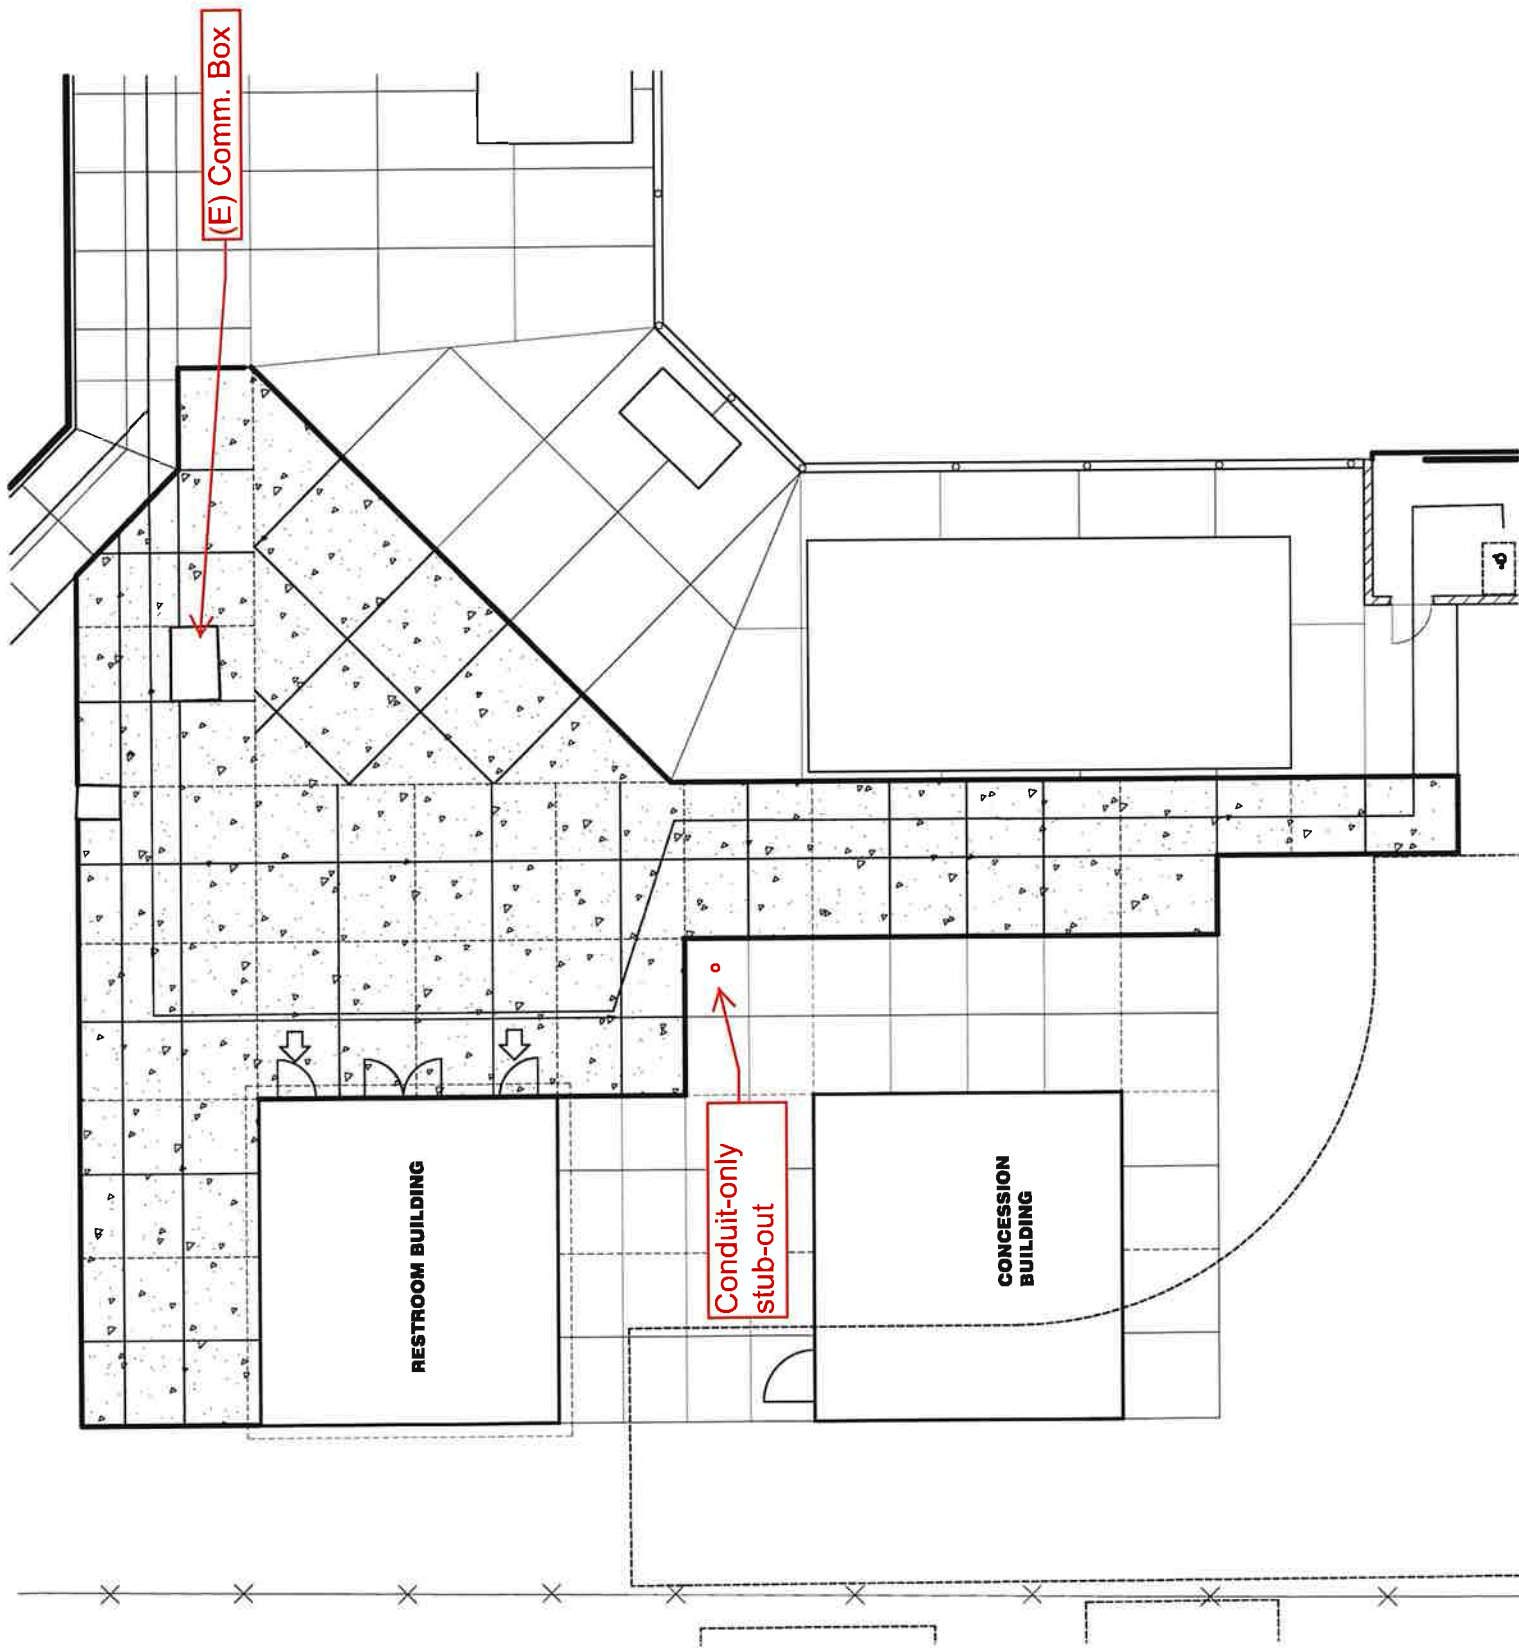 (E) Comm. Box
RESTROOM BUILDING
Conduit-only
stub-out
CONCESSION
BUILDING